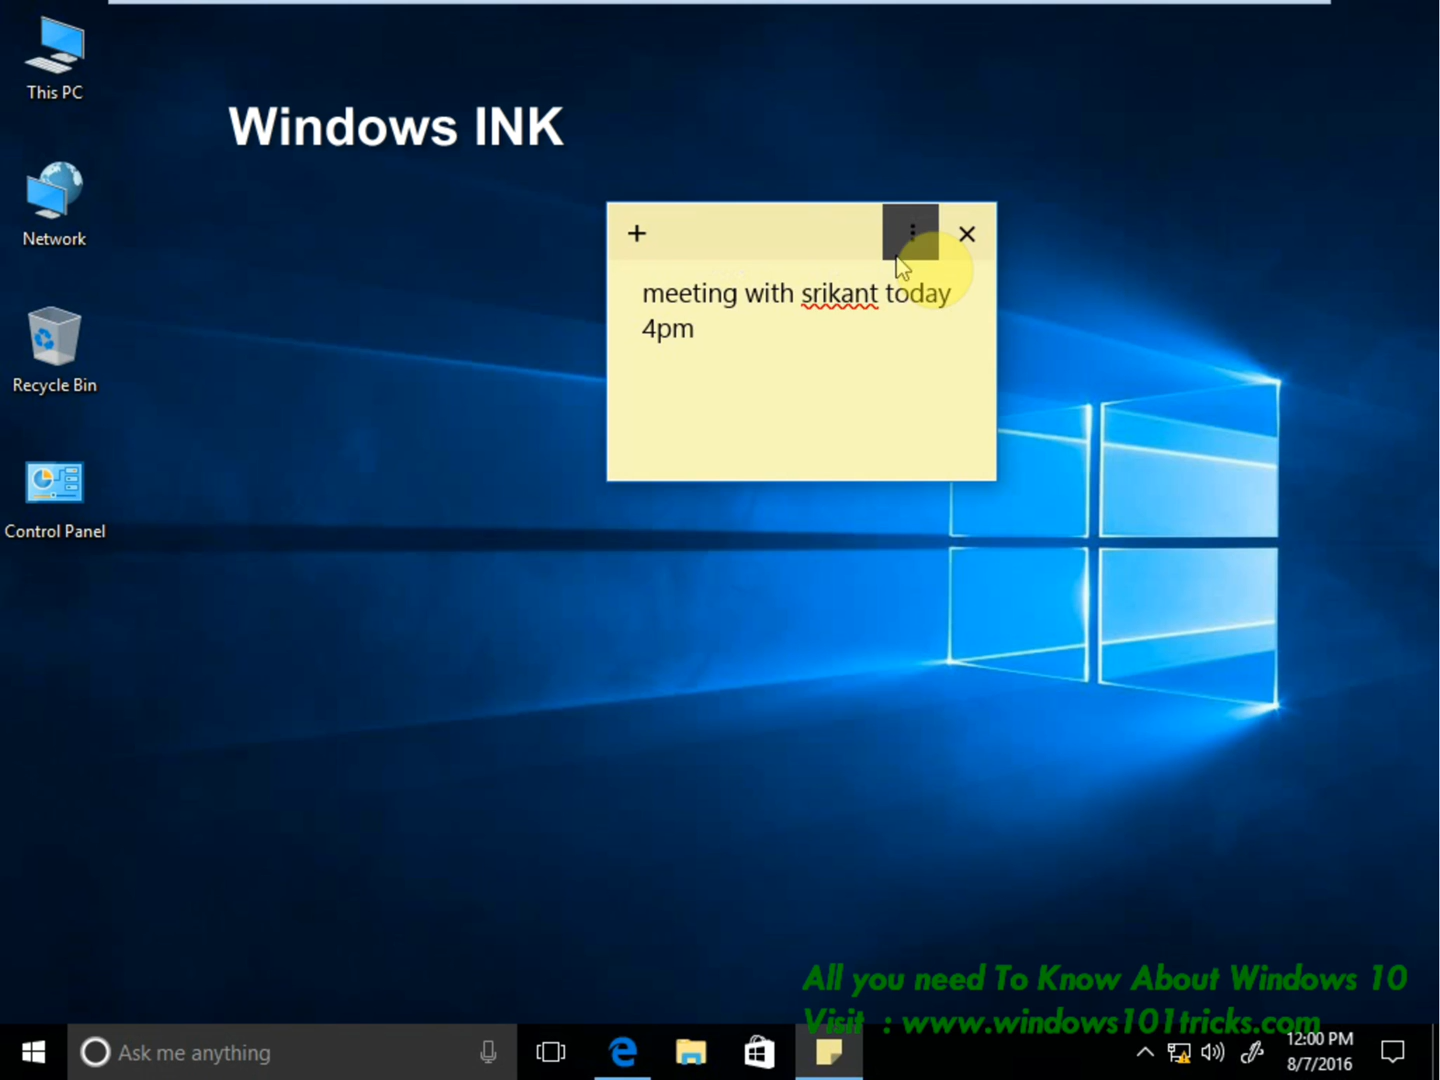 This PC
Windows INK
Network
meeting with srikant today
4pm
Recycle Bin
Control Panel
All you need To Know About Windows 10
Visit : www.windows101tricks.com
Ask me anything
12:00 PM
8/7/2016